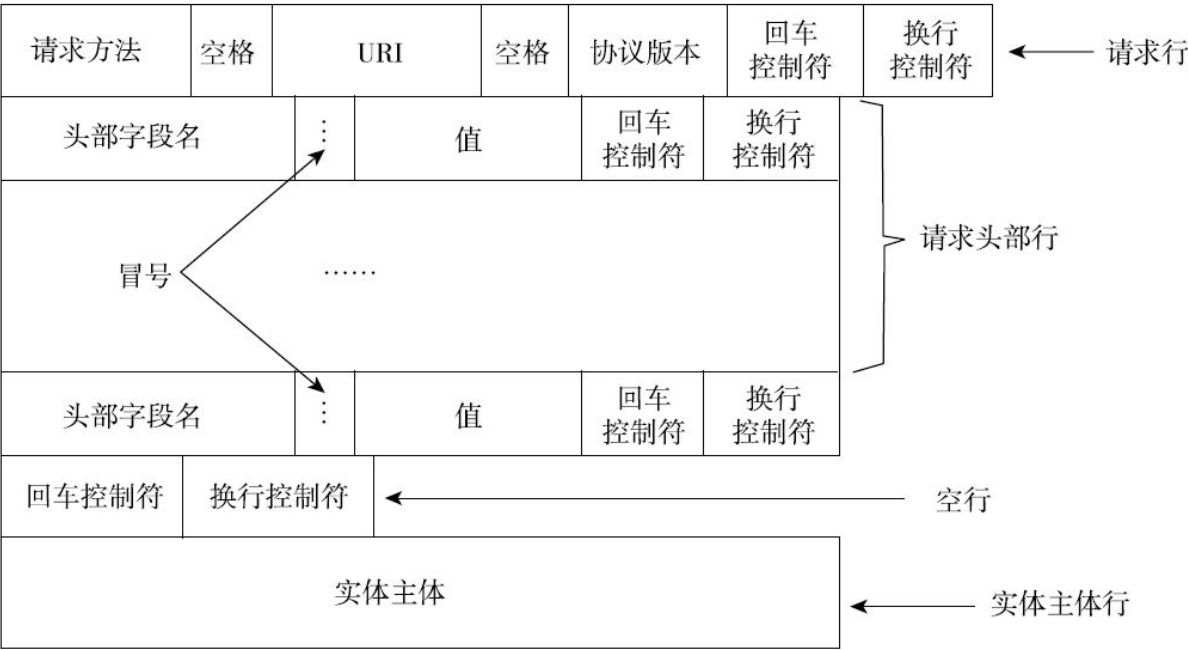 请求方法 空格 URI 空格 协议版本 回车 控制符 换行 控制符 请求行
头部字段名 ⋮ 值 回车 控制符 换行 控制符
请求头部行
冒号 ······
头部字段名 ⋮ 值 回车 控制符 换行 控制符
回车控制符 换行控制符 空行
实体主体
实体主体行